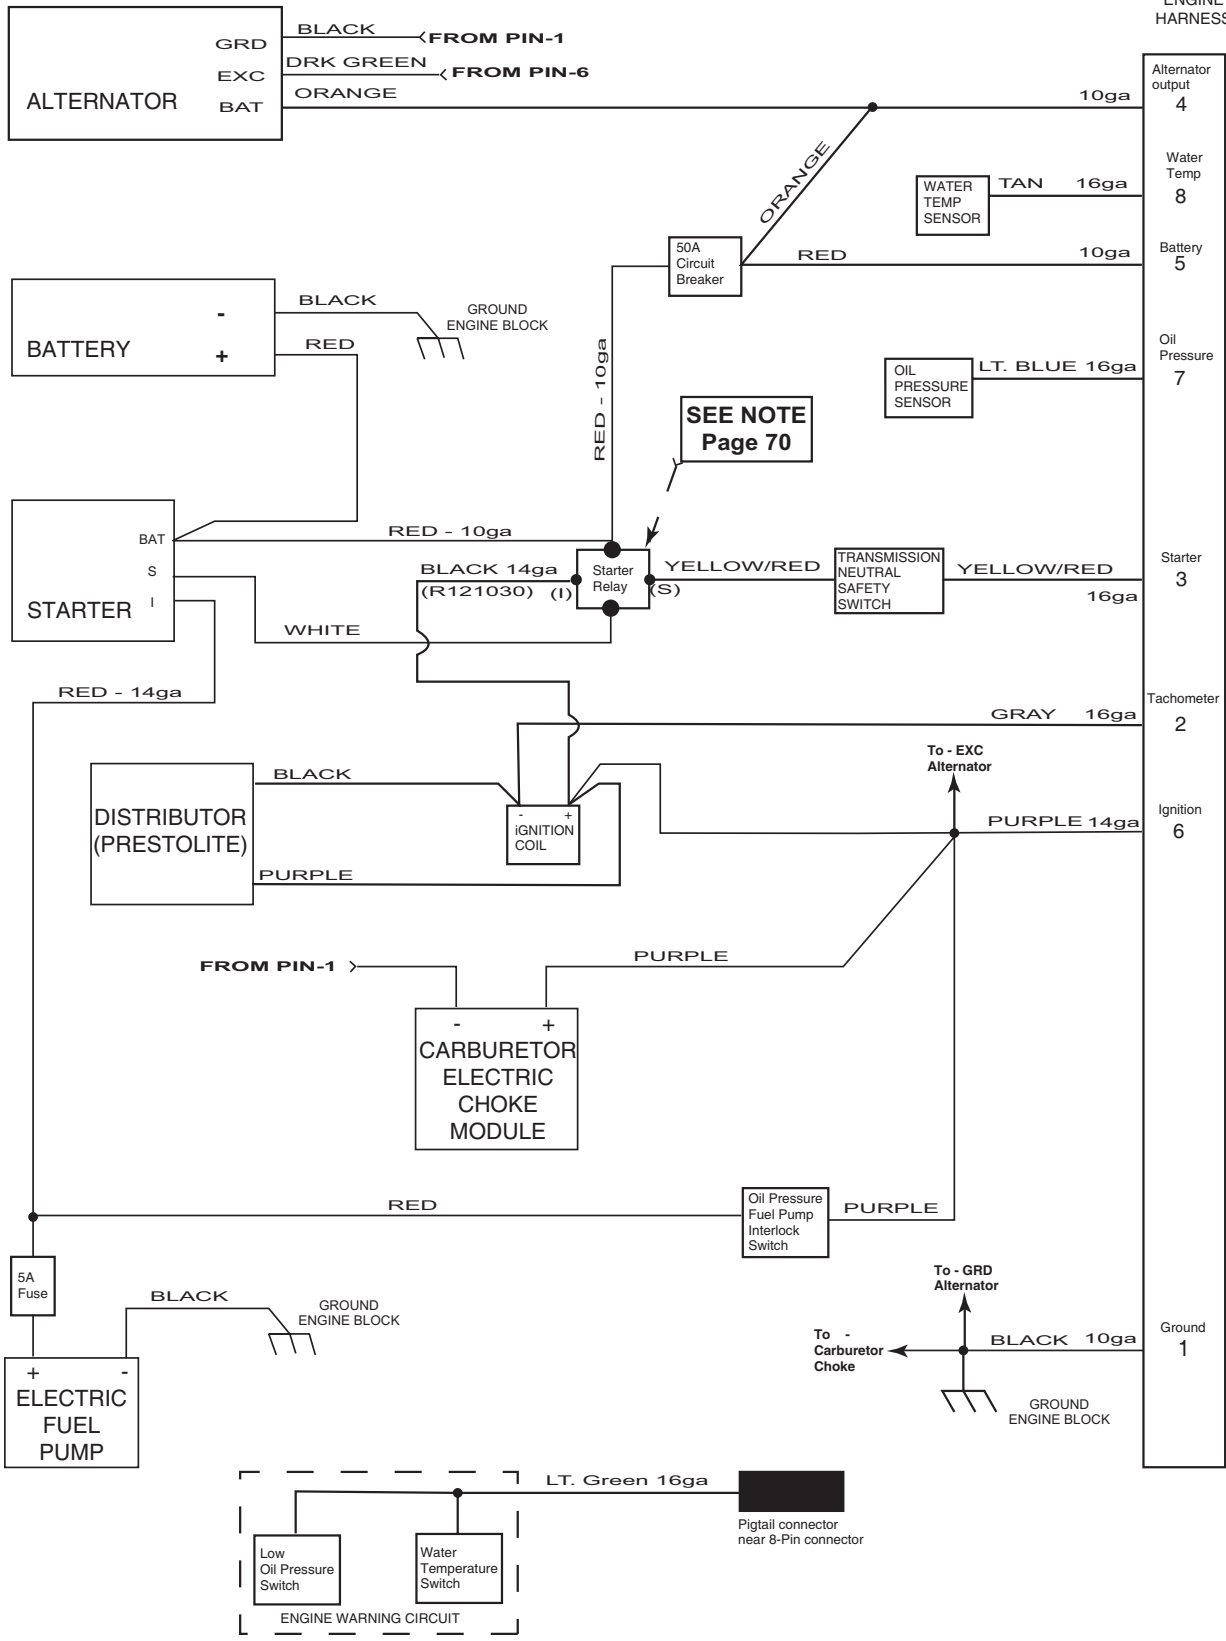 ENGINE
HARNESS
ALTERNATOR
GRD
EXC
BAT
BLACK
FROM PIN-1
DRK GREEN
FROM PIN-6
ORANGE
10ga
Alternator
output
4
ORANGE
WATER
TEMP
SENSOR
TAN 16ga
Water
Temp
8
50A
Circuit
Breaker
RED
10ga
Battery
5
BATTERY
-
+
BLACK
GROUND
ENGINE BLOCK
RED
RED - 10ga
OIL
PRESSURE
SENSOR
LT. BLUE 16ga
Oil
Pressure
7
SEE NOTE
Page 70
STARTER
BAT
S
I
RED - 10ga
BLACK 14ga
(R121030) (I)
Starter
Relay
(S)
YELLOW/RED
TRANSMISSION
NEUTRAL
SAFETY
SWITCH
YELLOW/RED
16ga
Starter
3
WHITE
RED - 14ga
GRAY 16ga
Tachometer
2
To - EXC
Alternator
DISTRIBUTOR
(PRESTOLITE)
BLACK
PURPLE
- +
iGNITION
COIL
PURPLE 14ga
Ignition
6
FROM PIN-1
PURPLE
- +
CARBURETOR
ELECTRIC
CHOKE
MODULE
RED
Oil Pressure
Fuel Pump
Interlock
Switch
PURPLE
5A
Fuse
BLACK
GROUND
ENGINE BLOCK
+ -
ELECTRIC
FUEL
PUMP
To - GRD
Alternator
To -
Carburetor
Choke
BLACK 10ga
Ground
1
GROUND
ENGINE BLOCK
LT. Green 16ga
Pigtail connector
near 8-Pin connector
Low
Oil Pressure
Switch
Water
Temperature
Switch
ENGINE WARNING CIRCUIT